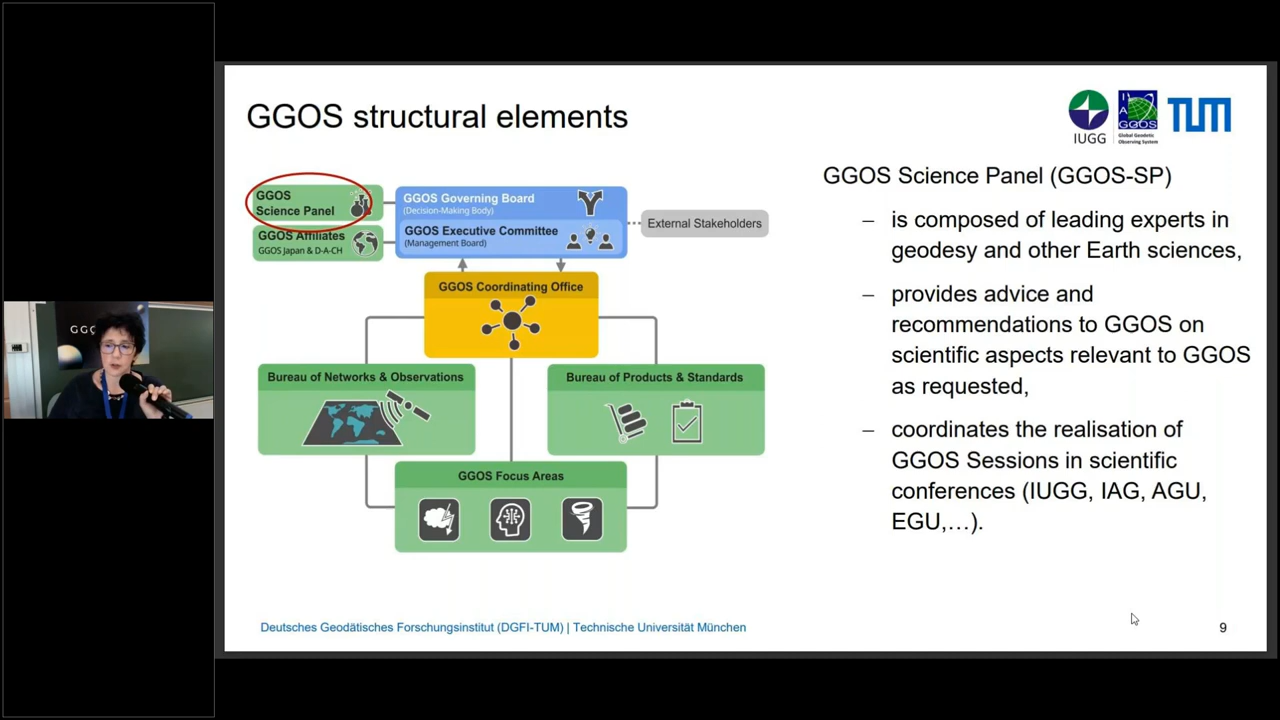 GGOS structural elements
IUGG
I
A
G
GGOS
Global Geodetic
Observing System
TUM
GGOS
Science Panel
GGOS Affiliates
GGOS Japan & D-A-CH
GGOS Governing Board
(Decision-Making Body)
GGOS Executive Committee
(Management Board)
External Stakeholders
GGOS Coordinating Office
Bureau of Networks & Observations
Bureau of Products & Standards
GGOS Focus Areas
GGOS Science Panel (GGOS-SP)
– is composed of leading experts in
geodesy and other Earth sciences,
– provides advice and
recommendations to GGOS on
scientific aspects relevant to GGOS
as requested,
– coordinates the realisation of
GGOS Sessions in scientific
conferences (IUGG, IAG, AGU,
EGU,…).
Deutsches Geodätisches Forschungsinstitut (DGFI-TUM) | Technische Universität München
9